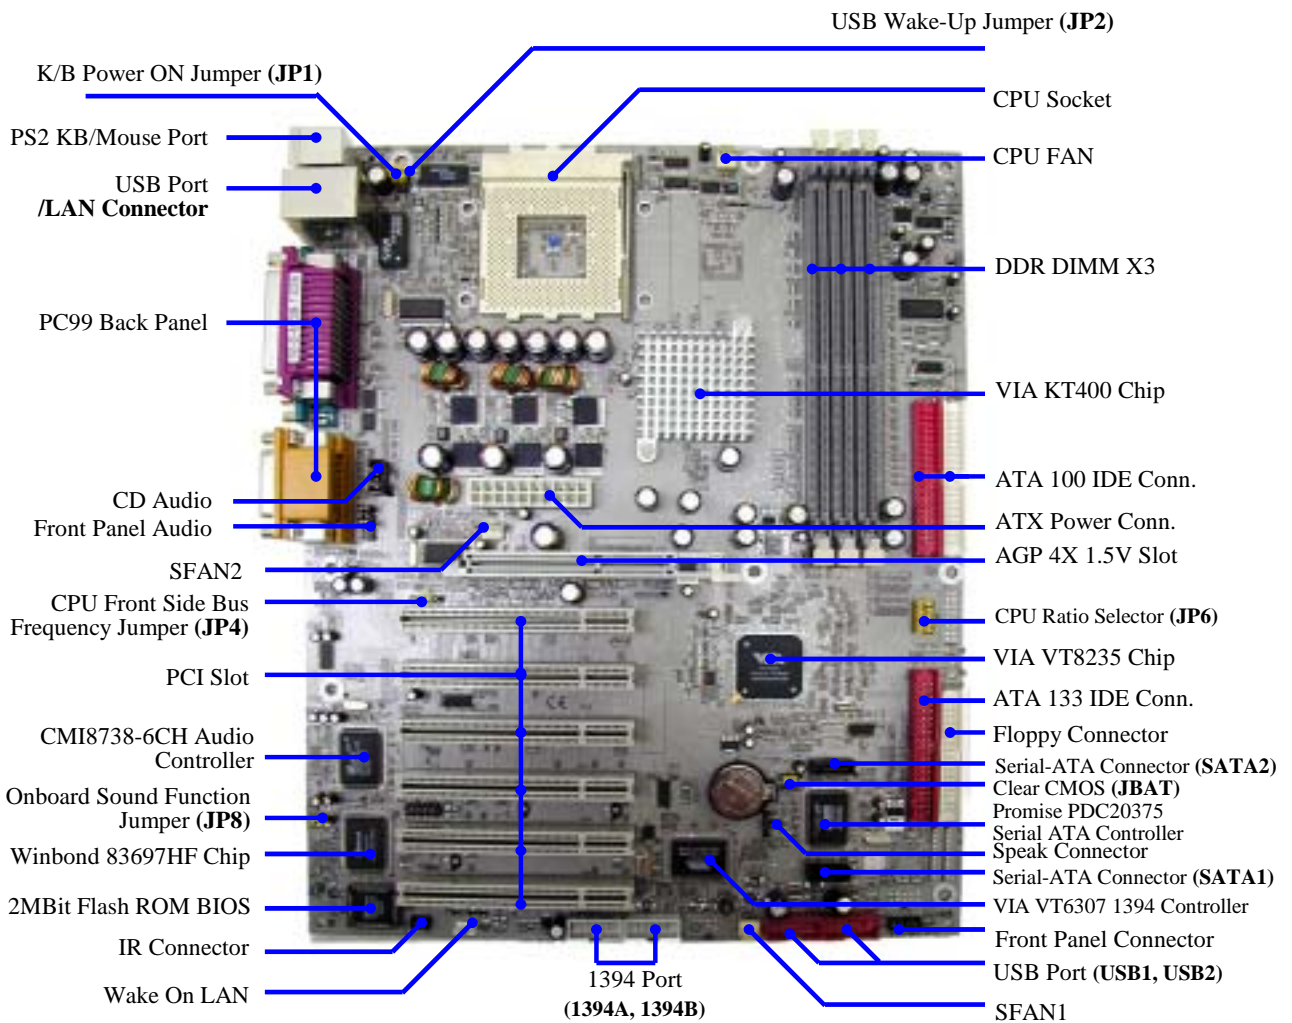 USB Wake-Up Jumper (JP2)
K/B Power ON Jumper (JP1)
CPU Socket
PS2 KB/Mouse Port
CPU FAN
USB Port
/LAN Connector
DDR DIMM X3
PC99 Back Panel
VIA KT400 Chip
CD Audio
ATA 100 IDE Conn.
Front Panel Audio
ATX Power Conn.
SFAN2
AGP 4X 1.5V Slot
CPU Front Side Bus
Frequency Jumper (JP4)
CPU Ratio Selector (JP6)
PCI Slot
VIA VT8235 Chip
ATA 133 IDE Conn.
CMI8738-6CH Audio
Controller
Floppy Connector
Serial-ATA Connector (SATA2)
Clear CMOS (JBAT)
Onboard Sound Function
Jumper (JP8)
Promise PDC20375
Serial ATA Controller
Speak Connector
Winbond 83697HF Chip
Serial-ATA Connector (SATA1)
2MBit Flash ROM BIOS
VIA VT6307 1394 Controller
IR Connector
Front Panel Connector
Wake On LAN
1394 Port
(1394A, 1394B)
USB Port (USB1, USB2)
SFAN1